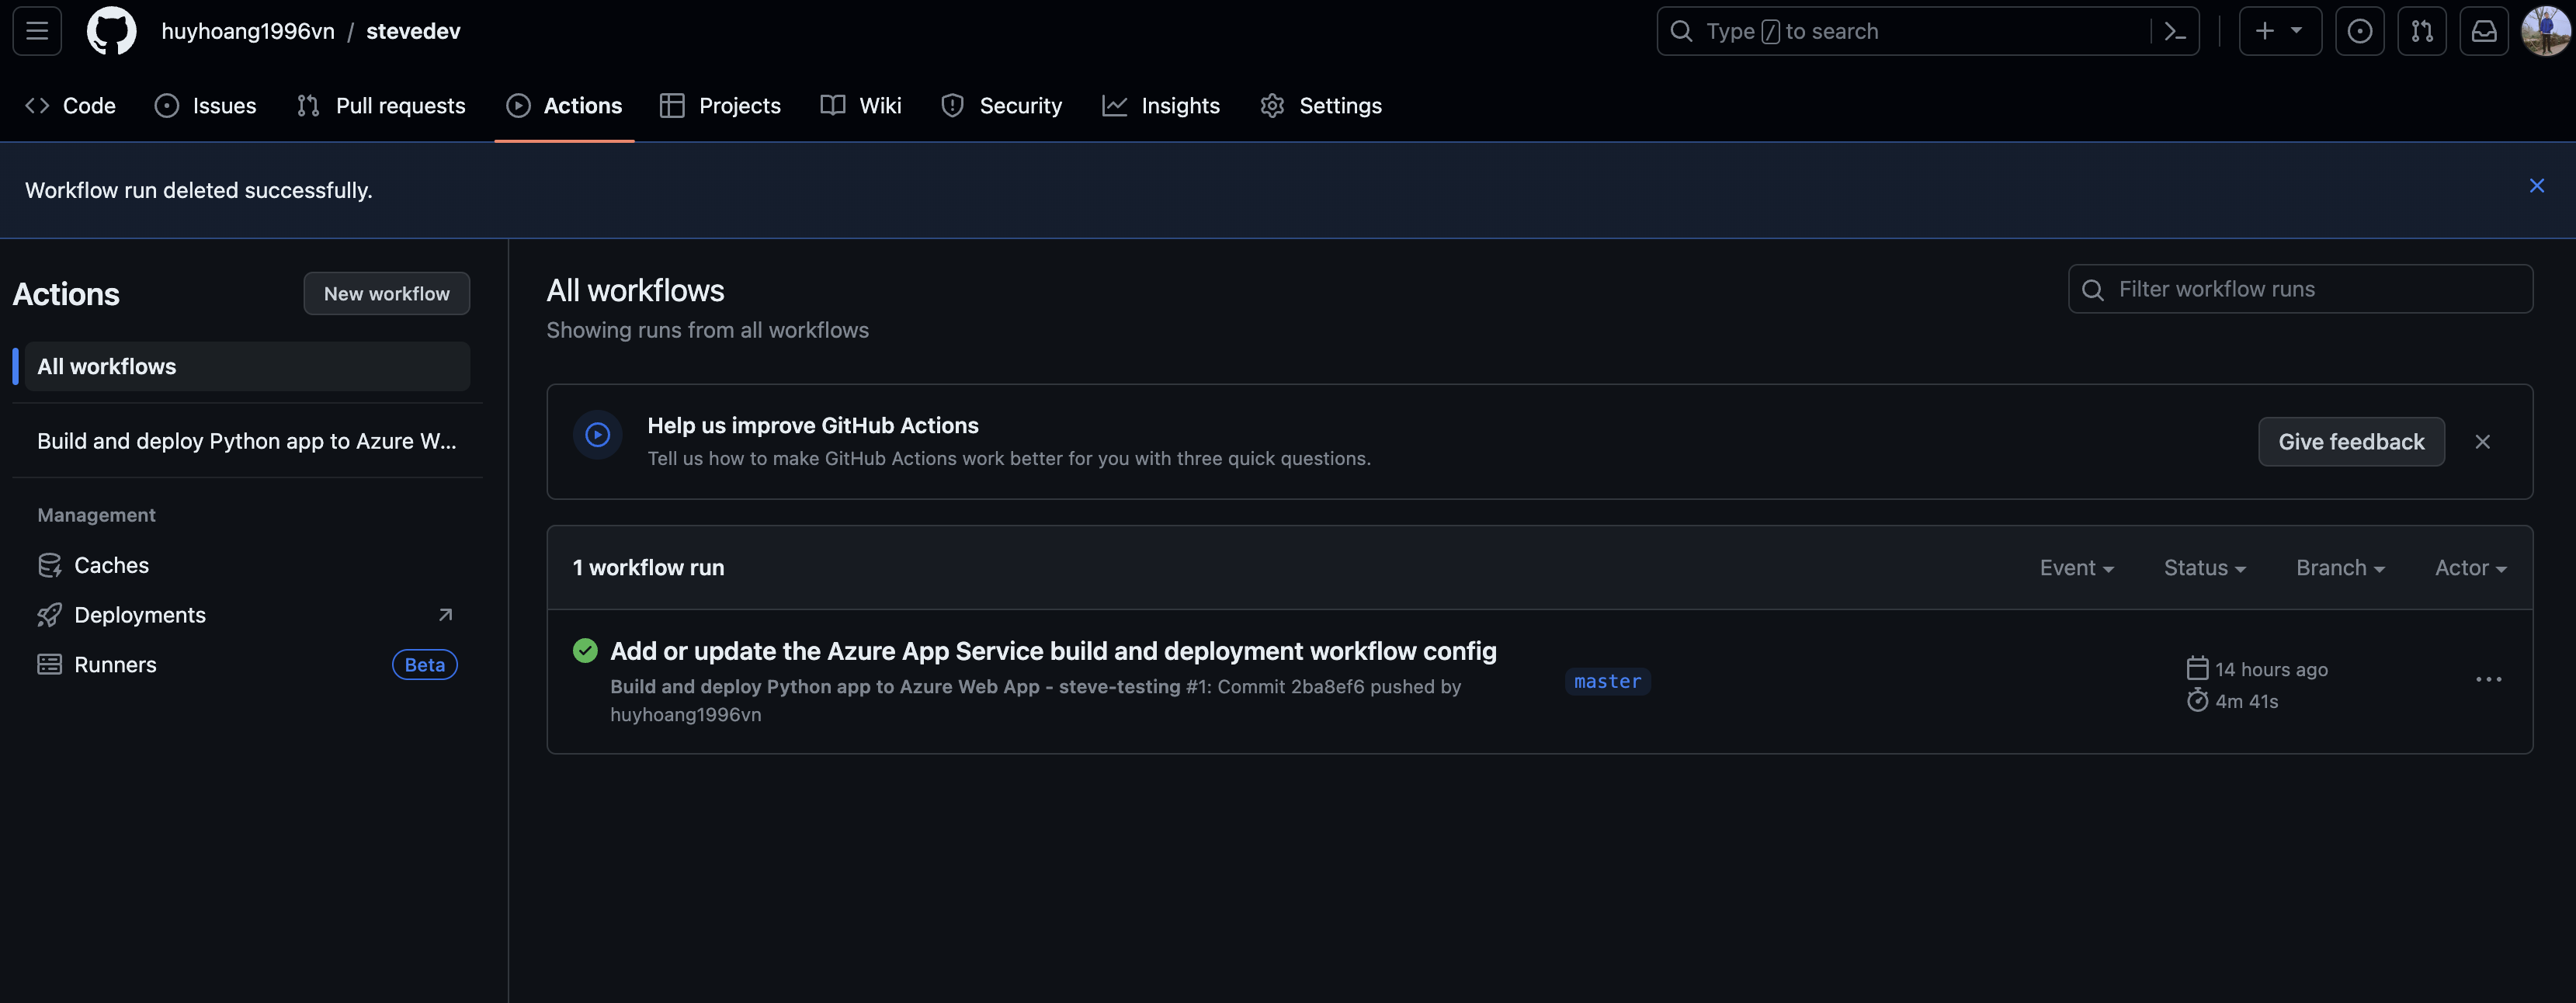 huyhoang1996vn / stevedev
Type / to search
Code
Issues
Pull requests
Actions
Projects
Wiki
Security
Insights
Settings
Workflow run deleted successfully.
Actions
New workflow
All workflows
Build and deploy Python app to Azure W...
Management
Caches
Deployments
Runners
Beta
All workflows
Showing runs from all workflows
Filter workflow runs
Help us improve GitHub Actions
Tell us how to make GitHub Actions work better for you with three quick questions.
Give feedback
1 workflow run
Event
Status
Branch
Actor
Add or update the Azure App Service build and deployment workflow config
Build and deploy Python app to Azure Web App - steve-testing #1: Commit 2ba8ef6 pushed by
huyhoang1996vn
master
14 hours ago
4m 41s